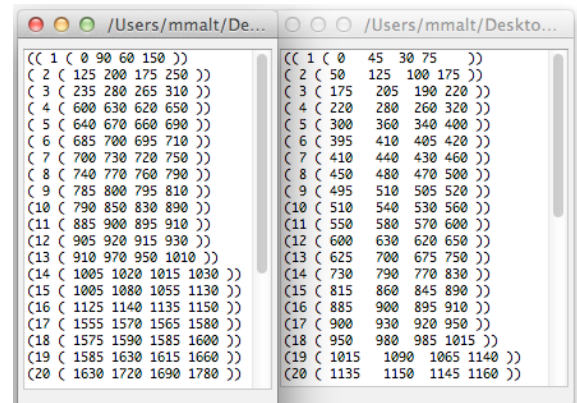 /Users/mmalt/De...
(( 1 ( 0 90 60 150 ))
( 2 ( 125 200 175 250 ))
( 3 ( 235 280 265 310 ))
( 4 ( 600 630 620 650 ))
( 5 ( 640 670 660 690 ))
( 6 ( 685 700 695 710 ))
( 7 ( 700 730 720 750 ))
( 8 ( 740 770 760 790 ))
( 9 ( 785 800 795 810 ))
(10 ( 790 850 830 890 ))
(11 ( 885 900 895 910 ))
(12 ( 905 920 915 930 ))
(13 ( 910 970 950 1010 ))
(14 ( 1005 1020 1015 1030 ))
(15 ( 1005 1080 1055 1130 ))
(16 ( 1125 1140 1135 1150 ))
(17 ( 1555 1570 1565 1580 ))
(18 ( 1575 1590 1585 1600 ))
(19 ( 1585 1630 1615 1660 ))
(20 ( 1630 1720 1690 1780 ))
/Users/mmalt/Deskto...
(( 1 ( 0 45 30 75 ))
( 2 ( 50 125 100 175 ))
( 3 ( 175 205 190 220 ))
( 4 ( 220 280 260 320 ))
( 5 ( 300 360 340 400 ))
( 6 ( 395 410 405 420 ))
( 7 ( 410 440 430 460 ))
( 8 ( 450 480 470 500 ))
( 9 ( 495 510 505 520 ))
(10 ( 510 540 530 560 ))
(11 ( 550 580 570 600 ))
(12 ( 600 630 620 650 ))
(13 ( 625 700 675 750 ))
(14 ( 730 790 770 830 ))
(15 ( 815 860 845 890 ))
(16 ( 885 900 895 910 ))
(17 ( 900 930 920 950 ))
(18 ( 950 980 985 1015 ))
(19 ( 1015 1090 1065 1140 ))
(20 ( 1135 1150 1145 1160 ))